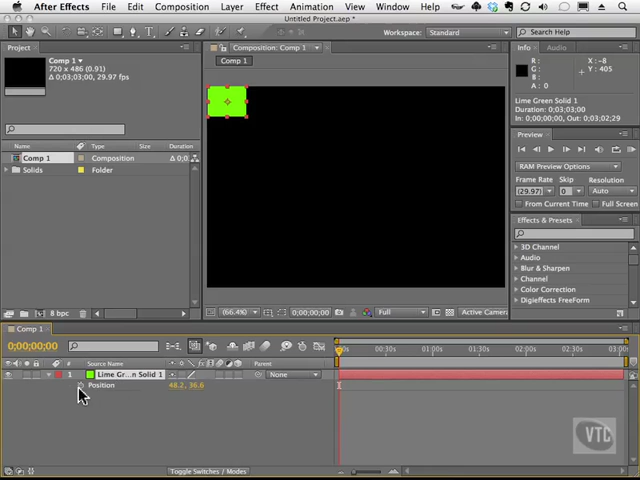 After Effects File Edit Composition Layer Effect Animation View Window Help
Untitled Project.aep *
Workspace: Standard Search Help
Project
Composition: Comp 1
Info Audio
Comp 1
Comp 1
720 x 486 (0.91)
Δ 0;03;03;00, 29.97 fps
R :
G :
B :
A : 0
X : -8
Y : 405
Lime Green Solid 1
Duration: 0;03;03;00
In: 0;00;00;00, Out: 0;03;02;29
Preview
RAM Preview Options
Frame Rate Skip Resolution
(29.97) 0 Auto
From Current Time Full Screen
Name Type Size Duration
Comp 1 Composition Δ 0;0
Solids Folder
Effects & Presets
3D Channel
Audio
Blur & Sharpen
Channel
Color Correction
DigiEffects FreeForm
8 bpc
(66.4%) 0;00;00;00 Full Active Camera
Comp 1
0;00;00;00
# Source Name Parent
00s 00:30s 01:00s 01:30s 02:00s 02:30s 03:00
1 Lime Gr...n Solid 1 None
Position 48.2, 36.6
VTC
Toggle Switches / Modes